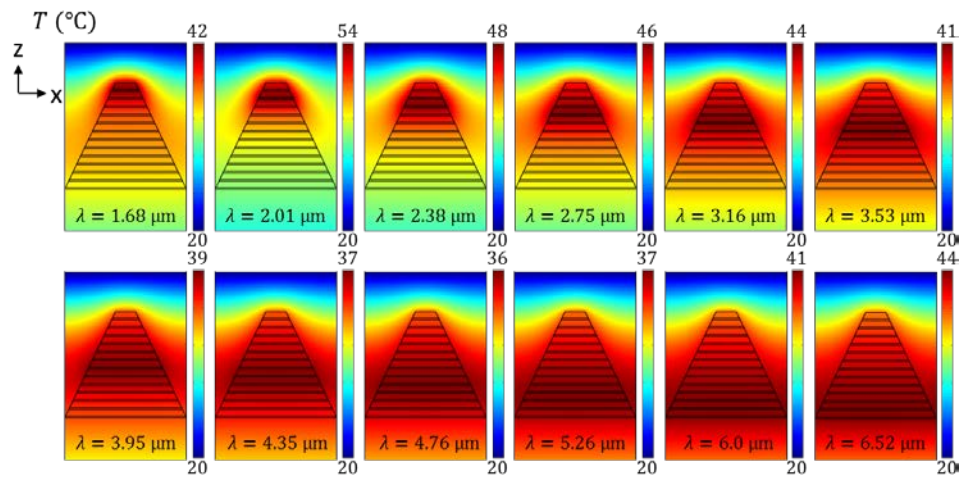 T (°C)
42 54 48 46 44 41
z
x
λ = 1.68 μm λ = 2.01 μm λ = 2.38 μm λ = 2.75 μm λ = 3.16 μm λ = 3.53 μm
20 20 20 20 20 20
39 37 36 37 41 44
λ = 3.95 μm λ = 4.35 μm λ = 4.76 μm λ = 5.26 μm λ = 6.0 μm λ = 6.52 μm
20 20 20 20 20 20